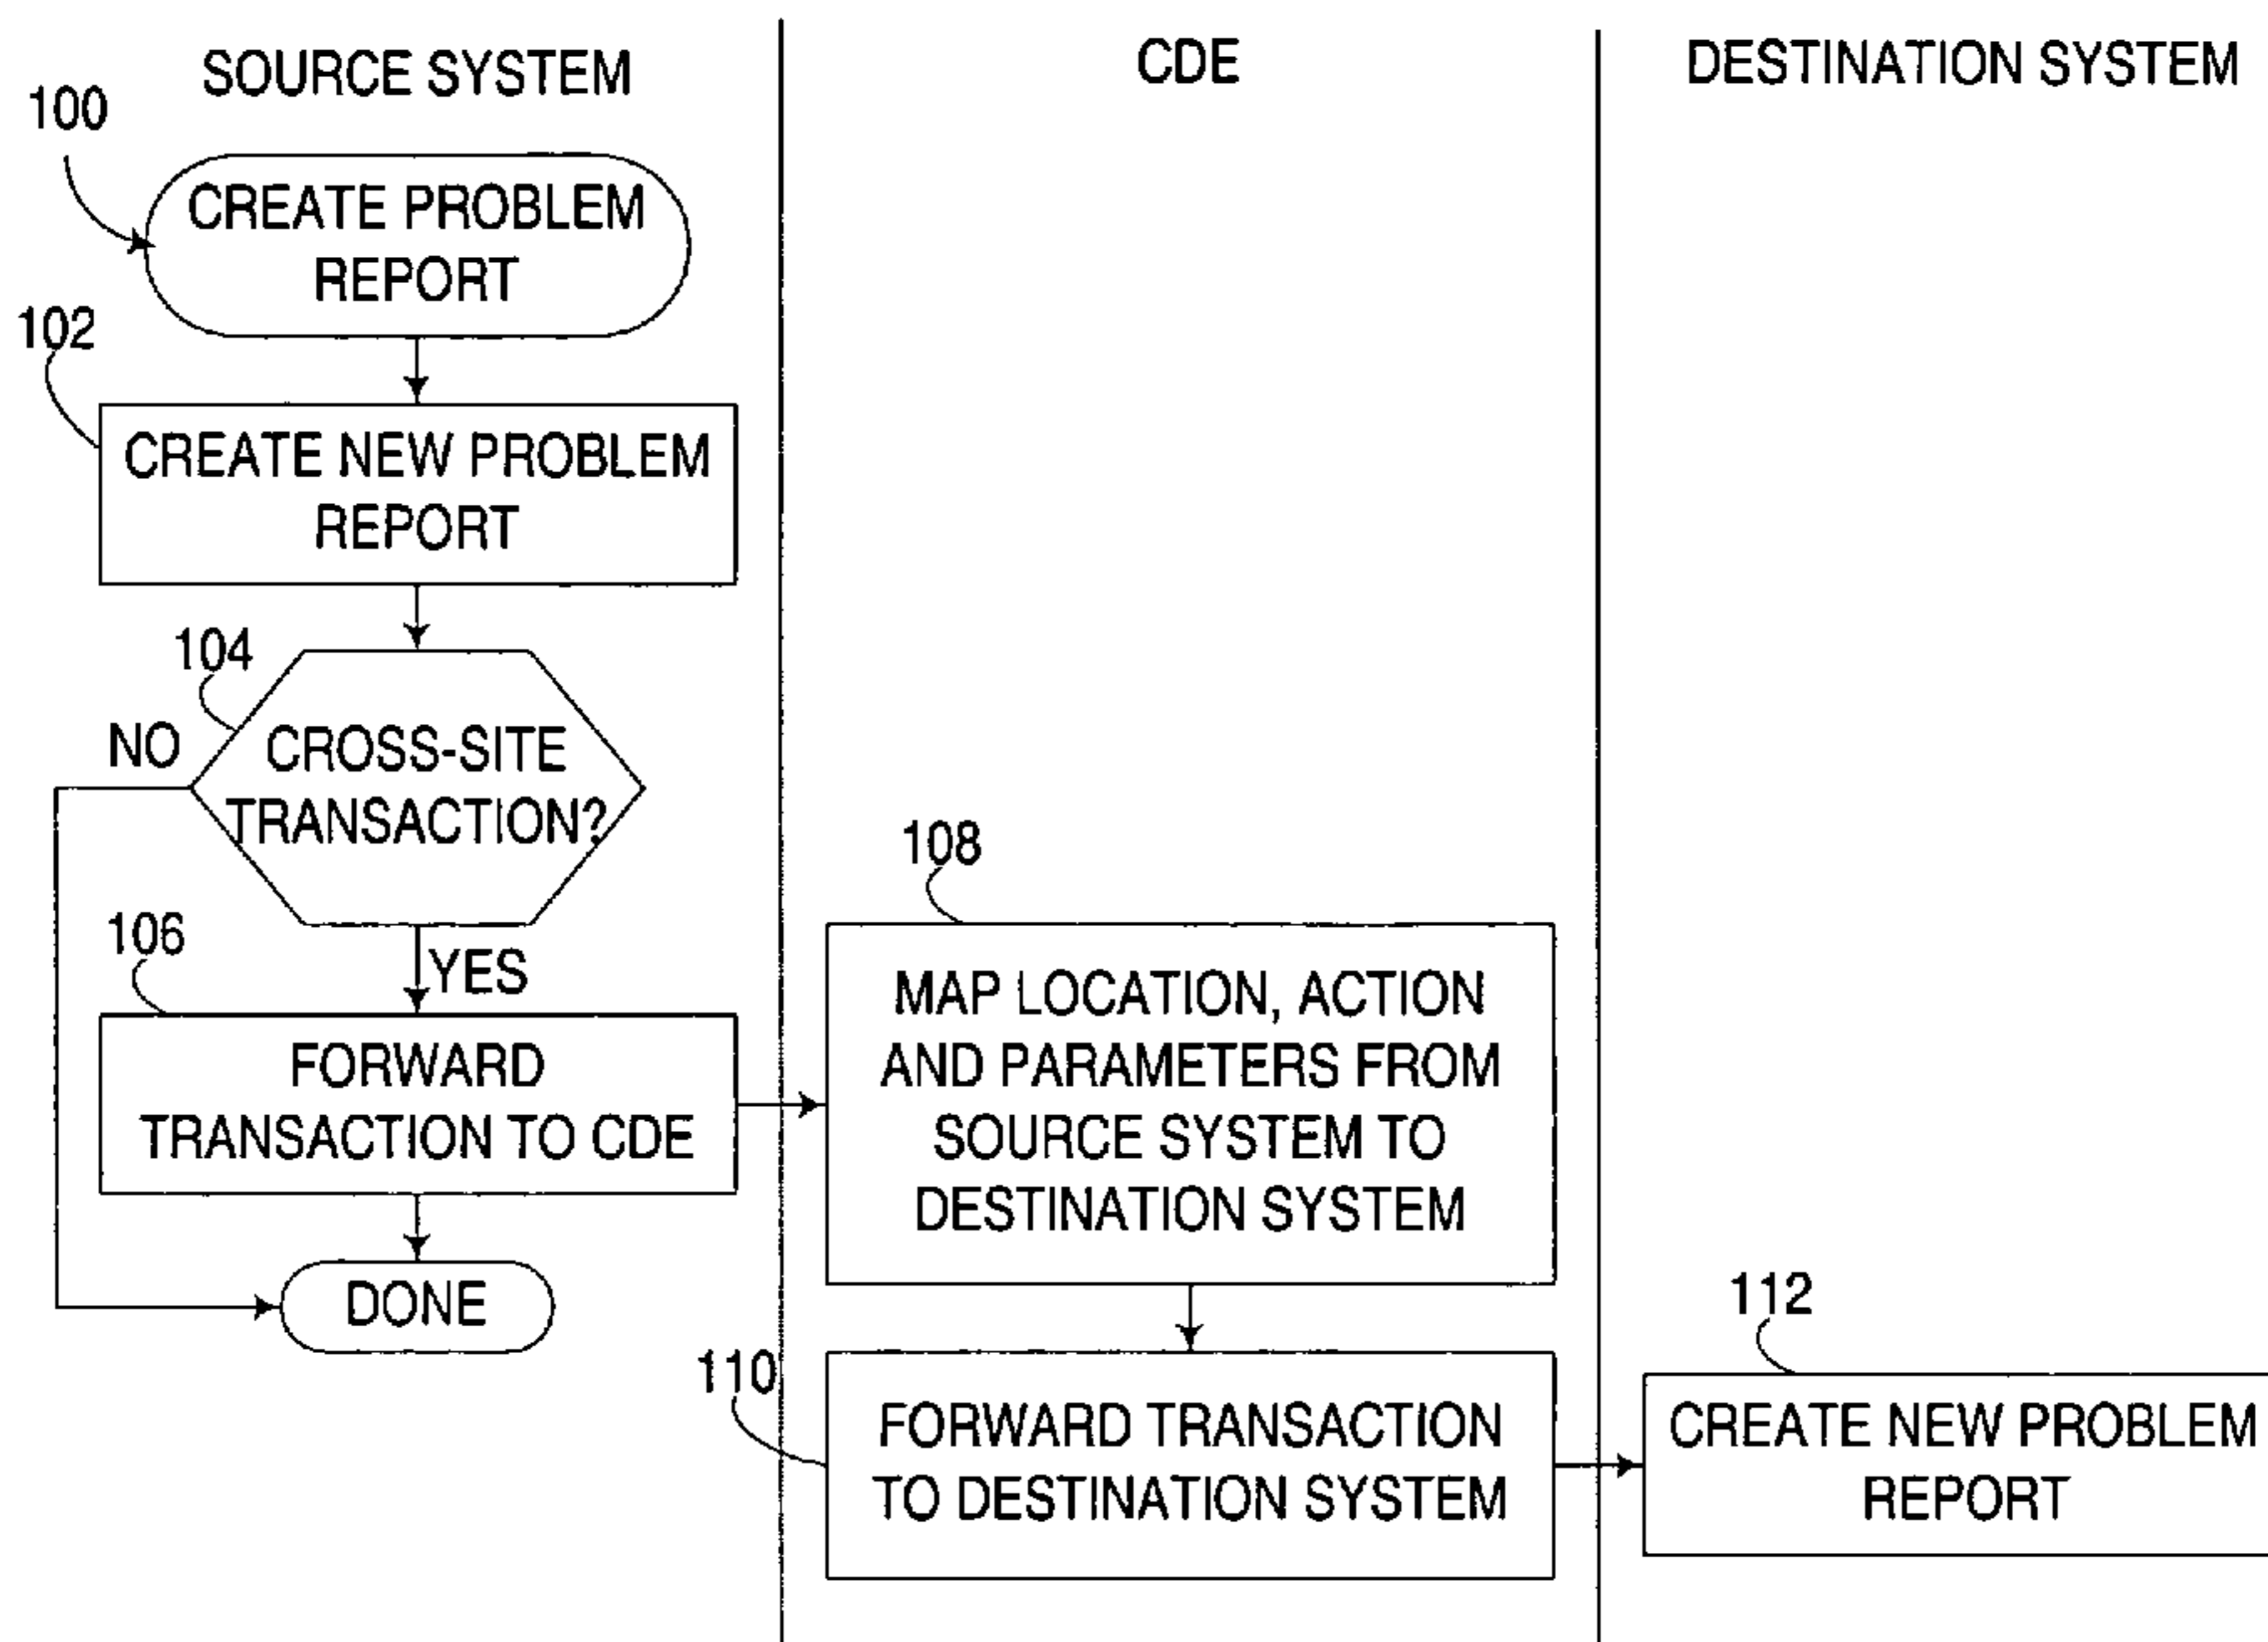 SOURCE SYSTEM
CDE
DESTINATION SYSTEM
100
CREATE PROBLEM
REPORT
102
CREATE NEW PROBLEM
REPORT
104
NO
CROSS-SITE
TRANSACTION?
YES
106
FORWARD
TRANSACTION TO CDE
DONE
108
MAP LOCATION, ACTION
AND PARAMETERS FROM
SOURCE SYSTEM TO
DESTINATION SYSTEM
110
FORWARD TRANSACTION
TO DESTINATION SYSTEM
112
CREATE NEW PROBLEM
REPORT